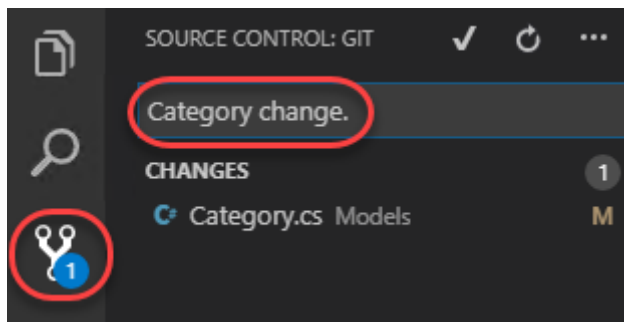 SOURCE CONTROL: GIT
Category change.
CHANGES 1
C# Category.cs Models M
1